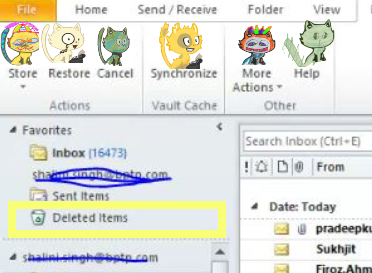 File Home Send / Receive Folder View
Store Restore Cancel Synchronize More Actions Help
Actions Vault Cache Other
Favorites
Inbox (16473)
shalini.singh@bptp.com
Sent Items
Deleted Items
shalini.singh@bptp.com
Search Inbox (Ctrl+E)
From
Date: Today
pradeepku
Sukhjit
Firoz.Ahm